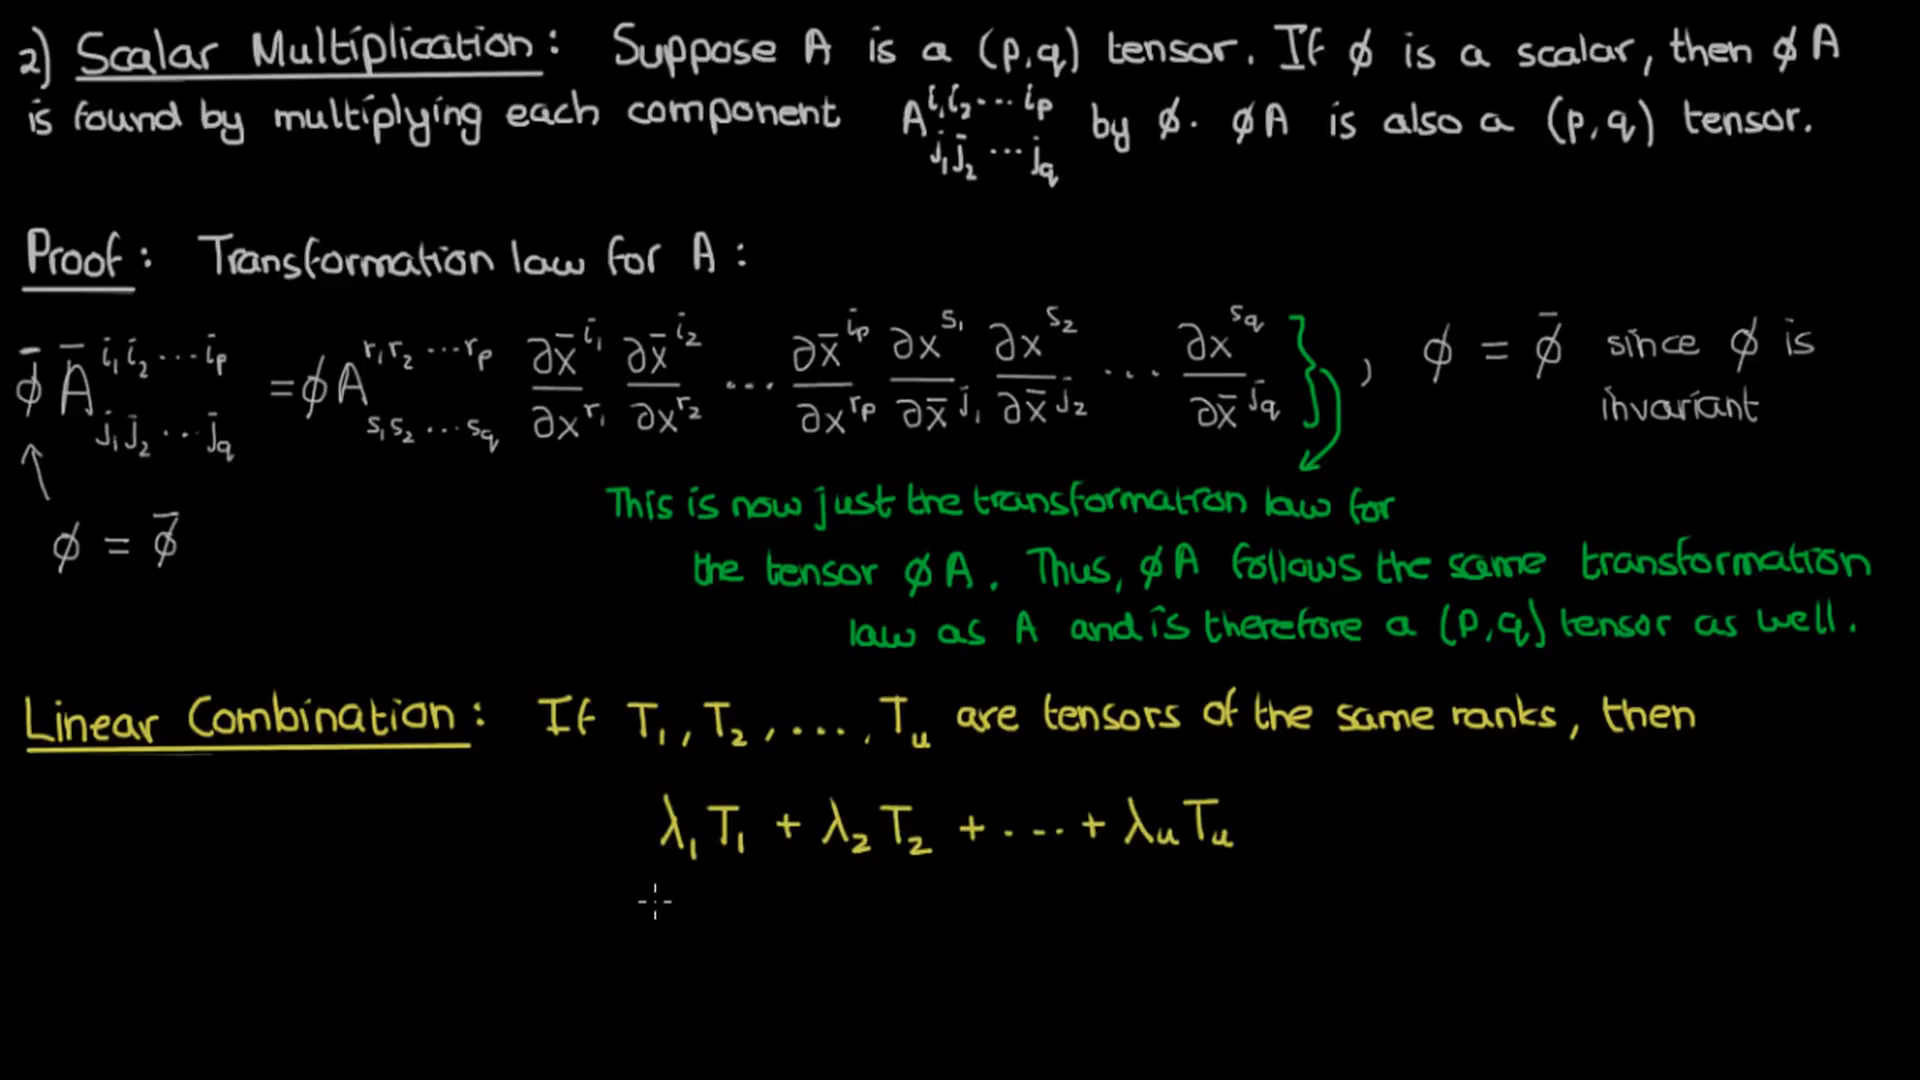 2) Scalar Multiplication: Suppose A is a (p,q) tensor. If ϕ is a scalar, then ϕA
is found by multiplying each component A^{i₁i₂⋯i_p}_{j₁j₂⋯j_q} by ϕ. ϕA is also a (p,q) tensor.
Proof: Transformation law for A:
ϕ̄ Ā^{i₁i₂⋯i_p}_{j₁j₂⋯j_q} = ϕA^{r₁r₂⋯r_p}_{s₁s₂⋯s_q} ∂x̄^{i₁}/∂x^{r₁} ∂x̄^{i₂}/∂x^{r₂} ⋯ ∂x̄^{i_p}/∂x^{r_p} ∂x^{s₁}/∂x̄^{j₁} ∂x^{s₂}/∂x̄^{j₂} ⋯ ∂x^{s_q}/∂x̄^{j_q} } , ϕ = ϕ̄ since ϕ is
invariant
ϕ = ϕ̄
This is now just the transformation law for
the tensor ϕA. Thus, ϕA follows the same transformation
law as A and is therefore a (p,q) tensor as well.
Linear Combination: If T₁, T₂, ⋯, T_u are tensors of the same ranks, then
λ₁T₁ + λ₂T₂ + ⋯ + λ_uT_u